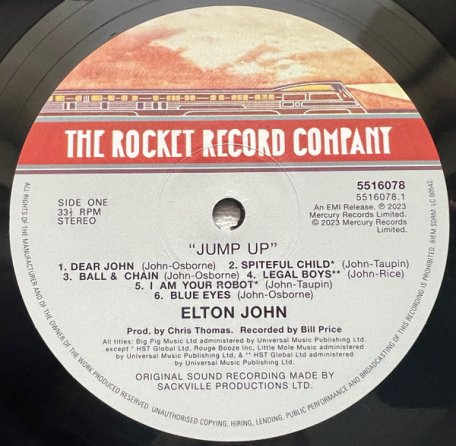 THE ROCKET RECORD COMPANY
5516078
5516078.1
SIDE ONE
33⅓ RPM
STEREO
An EMI Release. ℗ 2023
Mercury Records Limited.
© 2023 Mercury Records
Limited.
"JUMP UP"
1. DEAR JOHN (John-Osborne) 2. SPITEFUL CHILD* (John-Taupin)
3. BALL & CHAIN (John-Osborne) 4. LEGAL BOYS** (John-Rice)
5. I AM YOUR ROBOT* (John-Taupin)
6. BLUE EYES (John-Osborne)
ELTON JOHN
Prod. by Chris Thomas. Recorded by Bill Price
All titles: Big Pig Music Ltd administered by Universal Music Publishing Ltd.
except * HST Global Ltd, Rouge Booze Inc, Little Mole Music administered
by Universal Music Publishing Ltd, & ** HST Global Ltd administered
by Universal Music Publishing Ltd.
ORIGINAL SOUND RECORDING MADE BY
SACKVILLE PRODUCTIONS LTD.
ALL RIGHTS OF THE MANUFACTURER AND OF THE OWNER OF THE WORK PRODUCED RESERVED. UNAUTHORISED COPYING, HIRING, LENDING, PUBLIC PERFORMANCE AND BROADCASTING OF THIS RECORDING IS PROHIBITED. BIEM SDRM. LC 00542.